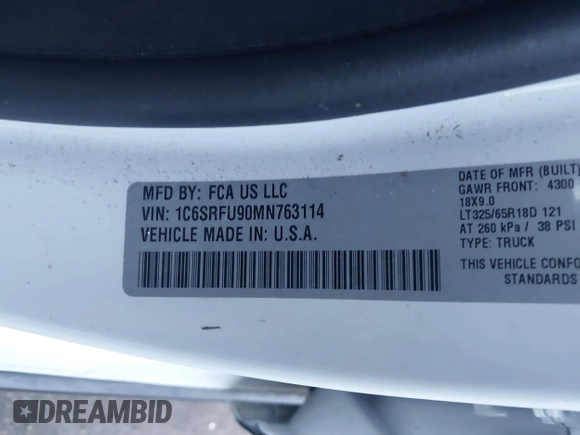 MFD BY: FCA US LLC
VIN: 1C6SRFU90MN763114
VEHICLE MADE IN: U.S.A.
DATE OF MFR (BUILT)
GAWR FRONT: 4300
18X9.0
LT325/65R18D 121
AT 260 kPa / 38 PSI
TYPE: TRUCK
THIS VEHICLE CONFO
STANDARDS
DREAMBID